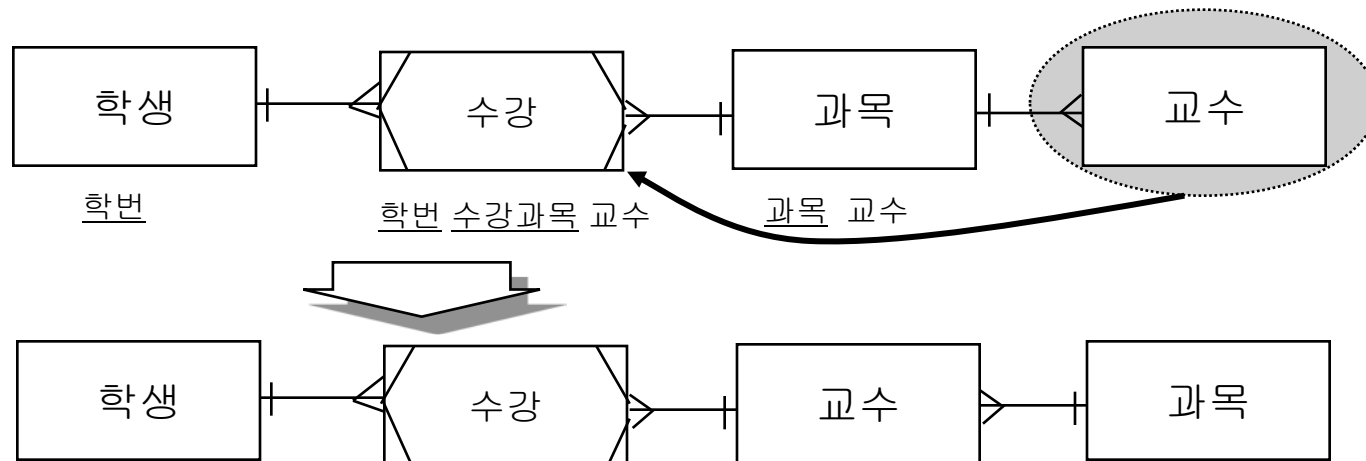 학생 수강 과목 교수
학번 학번 수강과목 교수 과목 교수
학생 수강 교수 과목